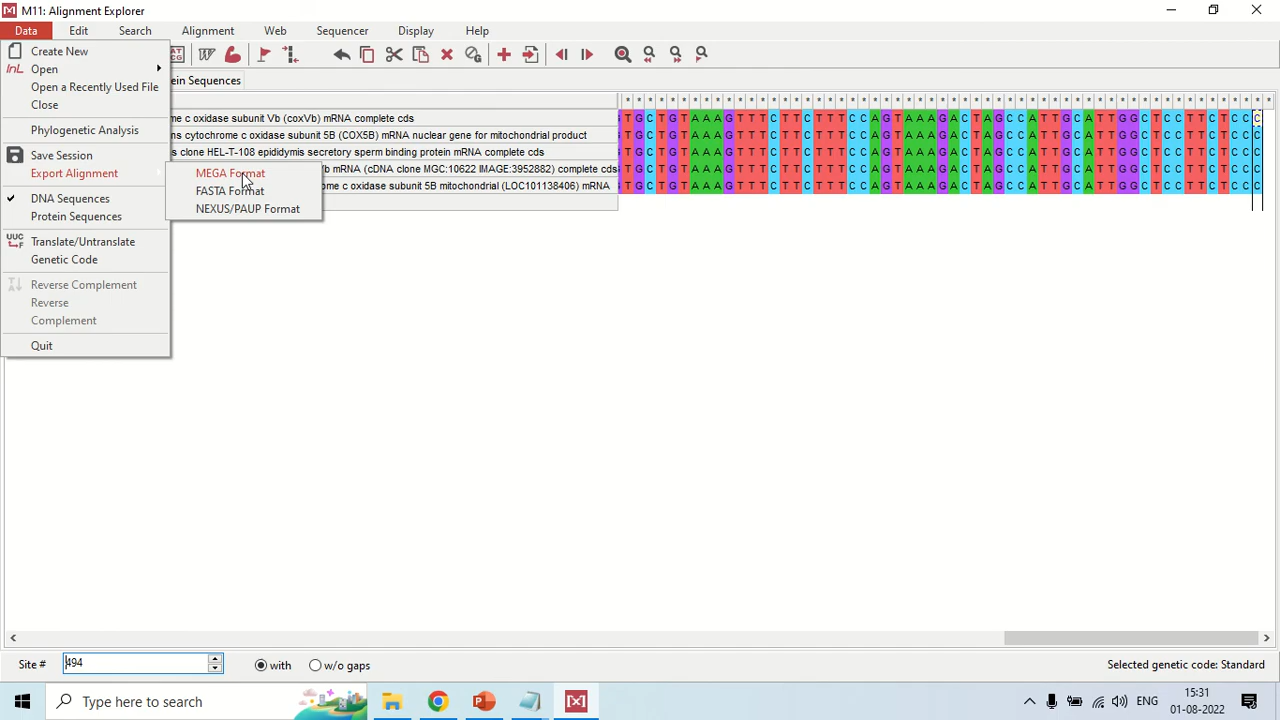 M11: Alignment Explorer
Data Edit Search Alignment Web Sequencer Display Help
Create New
Open
Open a Recently Used File
Close
Phylogenetic Analysis
Save Session
Export Alignment
DNA Sequences
Protein Sequences
Translate/Untranslate
Genetic Code
Reverse Complement
Reverse
Complement
Quit
MEGA Format
FASTA Format
NEXUS/PAUP Format
ein Sequences
e c oxidase subunit Vb (coxVb) mRNA complete cds
ns cytochrome c oxidase subunit 5B (COX5B) mRNA nuclear gene for mitochondrial product
s clone HEL-T-108 epididymis secretory sperm binding protein mRNA complete cds
b mRNA (cDNA clone MGC:10622 IMAGE:3952882) complete cds
ome c oxidase subunit 5B mitochondrial (LOC101138406) mRNA
TGCTGTAAAGTTTCTTCTTTCCAGTAAAGACTAGCCATTGCATTGGCTCCTTCTCCC
TGCTGTAAAGTTTCTTCTTTCCAGTAAAGACTAGCCATTGCATTGGCTCCTTCTCCC
TGCTGTAAAGTTTCTTCTTTCCAGTAAAGACTAGCCATTGCATTGGCTCCTTCTCCC
TGCTGTAAAGTTTCTTCTTTCCAGTAAAGACTAGCCATTGCATTGGCTCCTTCTCCC
TGCTGTAAAGTTTCTTCTTTCCAGTAAAGACTAGCCATTGCATTGGCTCCTTCTCCC
Site # 494 with w/o gaps Selected genetic code: Standard
Type here to search ENG 15:31
01-08-2022